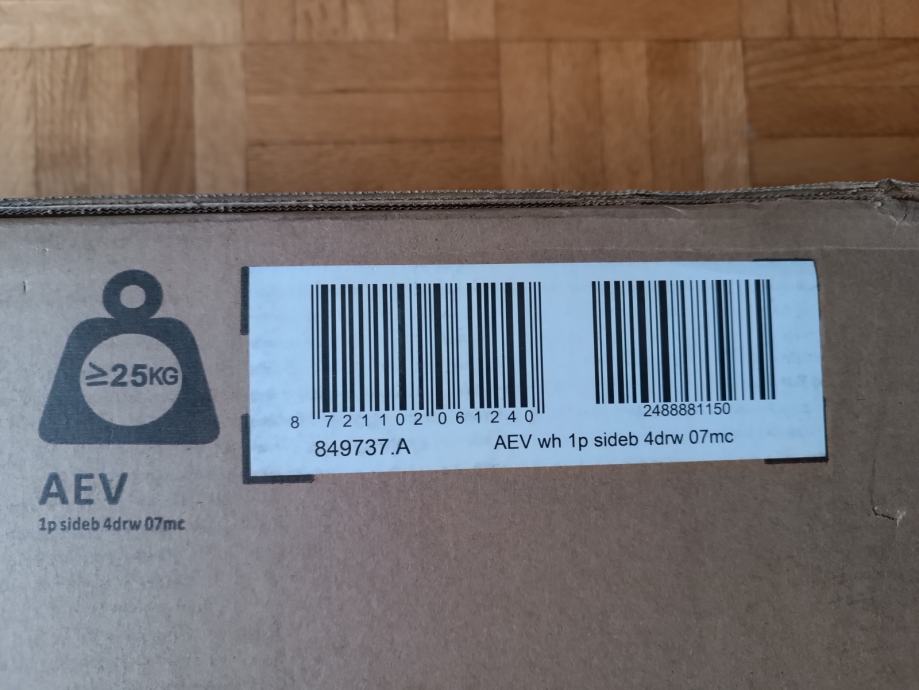 ≥25KG
AEV
1p sideb 4drw 07mc
8 721102 061240
2488881150
849737.A
AEV wh 1p sideb 4drw 07mc